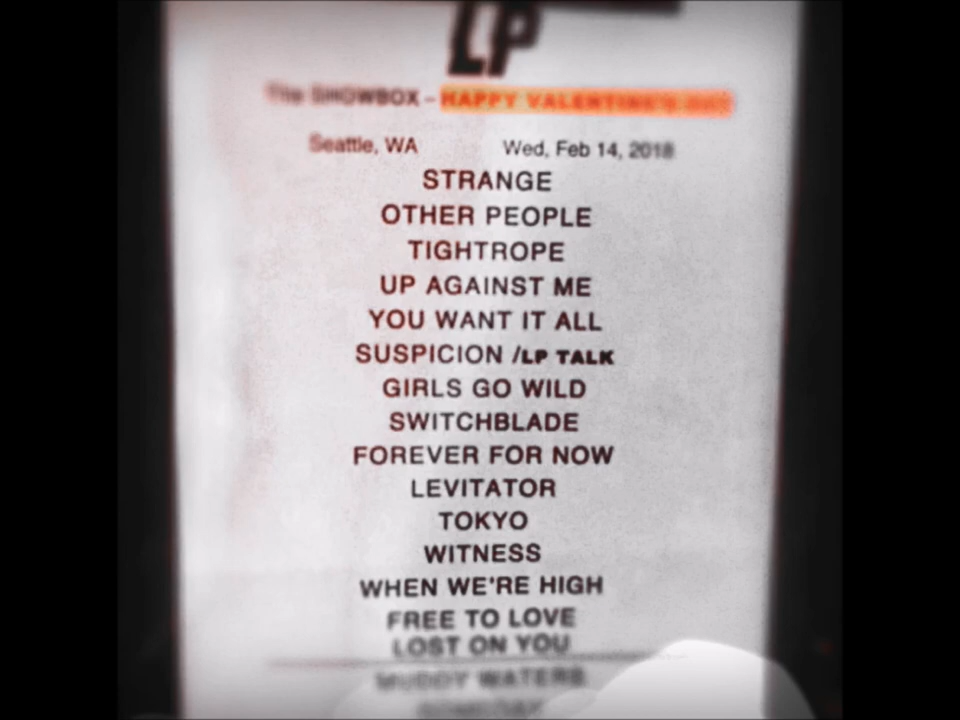 LP
The SHOWBOX – HAPPY VALENTINE'S DAY
Seattle, WA Wed, Feb 14, 2018
STRANGE
OTHER PEOPLE
TIGHTROPE
UP AGAINST ME
YOU WANT IT ALL
SUSPICION /LP TALK
GIRLS GO WILD
SWITCHBLADE
FOREVER FOR NOW
LEVITATOR
TOKYO
WITNESS
WHEN WE'RE HIGH
FREE TO LOVE
LOST ON YOU
MUDDY WATERS